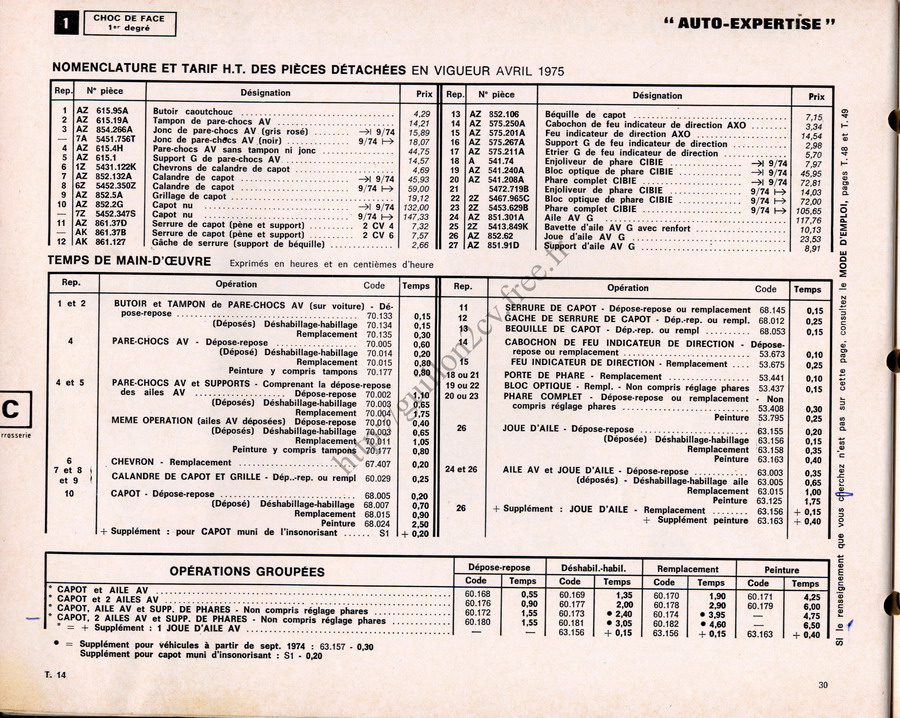 1
CHOC DE FACE
1er degré
“ AUTO-EXPERTISE ”
NOMENCLATURE ET TARIF H.T. DES PIÈCES DÉTACHÉES EN VIGUEUR AVRIL 1975
Rep. N° pièce Désignation Prix
1 AZ 615.95A Butoir caoutchouc 4,29
2 AZ 615.19A Tampon de pare-chocs AV 14,21
3 AZ 854.266A Jonc de pare-chocs AV (gris rosé) →| 9/74 15,89
— 7A 5451.756T Jonc de pare-chocs AV (noir) 9/74 |→ 18,07
4 AZ 615.4H Pare-chocs AV sans tampon ni jonc 44,75
5 AZ 615.1 Support G de pare-chocs AV 14,57
6 1Z 5431.122K Chevrons de calandre de capot 4,69
7 AZ 852.132A Calandre de capot →| 9/74 45,93
8 6Z 5452.350Z Calandre de capot 9/74 |→ 59,00
9 AZ 852.5A Grillage de capot 19,12
10 AZ 852.2G Capot nu →| 9/74 132,00
— 7Z 5452.347S Capot nu 9/74 |→ 147,33
11 AZ 861.37D Serrure de capot (pène et support) 2 CV 4 7,32
— AK 861.37B Serrure de capot (pène et support) 2 CV 6 7,57
12 AK 861.127 Gâche de serrure (support de béquille) 2,66
Rep. N° pièce Désignation Prix
13 AZ 852.106 Béquille de capot 7,15
14 AZ 575.250A Cabochon de feu indicateur de direction AXO 3,34
15 AZ 575.201A Feu indicateur de direction AXO 14,54
16 AZ 575.267A Support G de feu indicateur de direction 2,98
17 AZ 575.211A Etrier G de feu indicateur de direction 5,70
18 A 541.74 Enjoliveur de phare CIBIE →| 9/74 7,97
19 AZ 541.240A Bloc optique de phare CIBIE →| 9/74 45,95
20 AZ 541.208A Phare complet CIBIE →| 9/74 72,81
21 5472.719B Enjoliveur de phare CIBIE 9/74 |→ 14,03
22 2Z 5467.965C Bloc optique de phare CIBIE 9/74 |→ 72,00
23 2Z 5453.629B Phare complet CIBIE 9/74 |→ 105,65
24 AZ 851.301A Aile AV G 117,76
25 2Z 5413.849K Bavette d'aile AV G avec renfort 10,13
26 AZ 852.62 Joue d'aile AV G 23,53
27 AZ 851.91D Support d'aile AV G 8,91
TEMPS DE MAIN-D'ŒUVRE Exprimés en heures et en centièmes d'heure
Rep. Opération Code Temps
1 et 2 BUTOIR et TAMPON de PARE-CHOCS AV (sur voiture) - Dé-
pose-repose 70.133 0,15
(Déposés) Déshabillage-habillage 70.134 0,15
Remplacement 70.135 0,30
4 PARE-CHOCS AV - Dépose-repose 70.005 0,60
(Déposé) Déshabillage-habillage 70.014 0,20
Remplacement 70.015 0,80
Peinture y compris tampons 70.177 0,80
4 et 5 PARE-CHOCS AV et SUPPORTS - Comprenant la dépose-repose
des ailes AV Dépose-repose 70.002 1,10
(Déposés) Déshabillage-habillage 70.003 0,65
Remplacement 70.004 1,75
MEME OPERATION (ailes AV déposées) Dépose-repose 70.010 0,40
(Déposés) Déshabillage-habillage 70.003 0,65
Remplacement 70.011 1,05
Peinture y compris tampons 70.177 0,80
6 CHEVRON - Remplacement 67.407 0,20
7 et 8
et 9 CALANDRE DE CAPOT ET GRILLE - Dép..-rep. ou rempl 60.029 0,25
10 CAPOT - Dépose-repose 68.005 0,20
(Déposé) Déshabillage-habillage 68.007 0,70
Remplacement 68.015 0,90
Peinture 68.024 2,50
+ Supplément : pour CAPOT muni de l'insonorisant S1 + 0,20
Rep. Opération Code Temps
11 SERRURE DE CAPOT - Dépose-repose ou remplacement 68.145 0,15
12 GACHE DE SERRURE DE CAPOT - Dép.-rep. ou rempl. 68.012 0,25
13 BEQUILLE DE CAPOT - Dép.-rep. ou rempl 68.053 0,15
14 CABOCHON DE FEU INDICATEUR DE DIRECTION - Dépose-
repose ou remplacement 53.673 0,10
15 FEU INDICATEUR DE DIRECTION - Remplacement 53.675 0,25
18 ou 21 PORTE DE PHARE - Remplacement 53.441 0,10
19 ou 22 BLOC OPTIQUE - Rempl. - Non compris réglage phares 53.437 0,15
20 ou 23 PHARE COMPLET - Dépose-repose ou remplacement - Non
compris réglage phares 53.408 0,30
Peinture 53.795 0,25
26 JOUE D'AILE - Dépose-repose 63.155 0,20
(Déposée) Déshabillage-habillage 63.156 0,15
Remplacement 63.158 0,35
Peinture 63.163 0,40
24 et 26 AILE AV et JOUE D'AILE - Dépose-repose 63.003 0,35
(déposés) - Déshabillage-habillage aile 63.005 0,65
Remplacement 63.015 1,00
Peinture 63.125 1,75
26 + Supplément : JOUE D'AILE - Remplacement 63.156 + 0,15
+ Supplément peinture 63.163 + 0,40
OPÉRATIONS GROUPÉES Dépose-repose Déshabil.-habil. Remplacement Peinture
Code Temps Code Temps Code Temps Code Temps
* CAPOT et AILE AV 60.168 0,55 60.169 1,35 60.170 1,90 60.171 4,25
* CAPOT et 2 AILES AV 60.176 0,90 60.177 2,00 60.178 2,90 60.179 6,00
* CAPOT, AILE AV et SUPP. DE PHARES - Non compris réglage phares 60.172 1,55 60.173 • 2,40 60.174 • 3,95 — 4,75
* CAPOT, 2 AILES AV et SUPP. DE PHARES - Non compris réglage phares 60.180 1,55 60.181 • 3,05 60.182 • 4,60 — 6,50
* = + Supplément : 1 JOUE D'AILE AV — — 63.156 + 0,15 63.156 + 0,15 63.163 + 0,40
• = Supplément pour véhicules à partir de sept. 1974 : 63.157 - 0,30
Supplément pour capot muni d'insonorisant : S1 - 0,20
T. 14
30
C
rrosserie
Si le renseignement que vous cherchez n'est pas sur cette page, consultez le MODE D'EMPLOI, pages T. 48 et T. 49